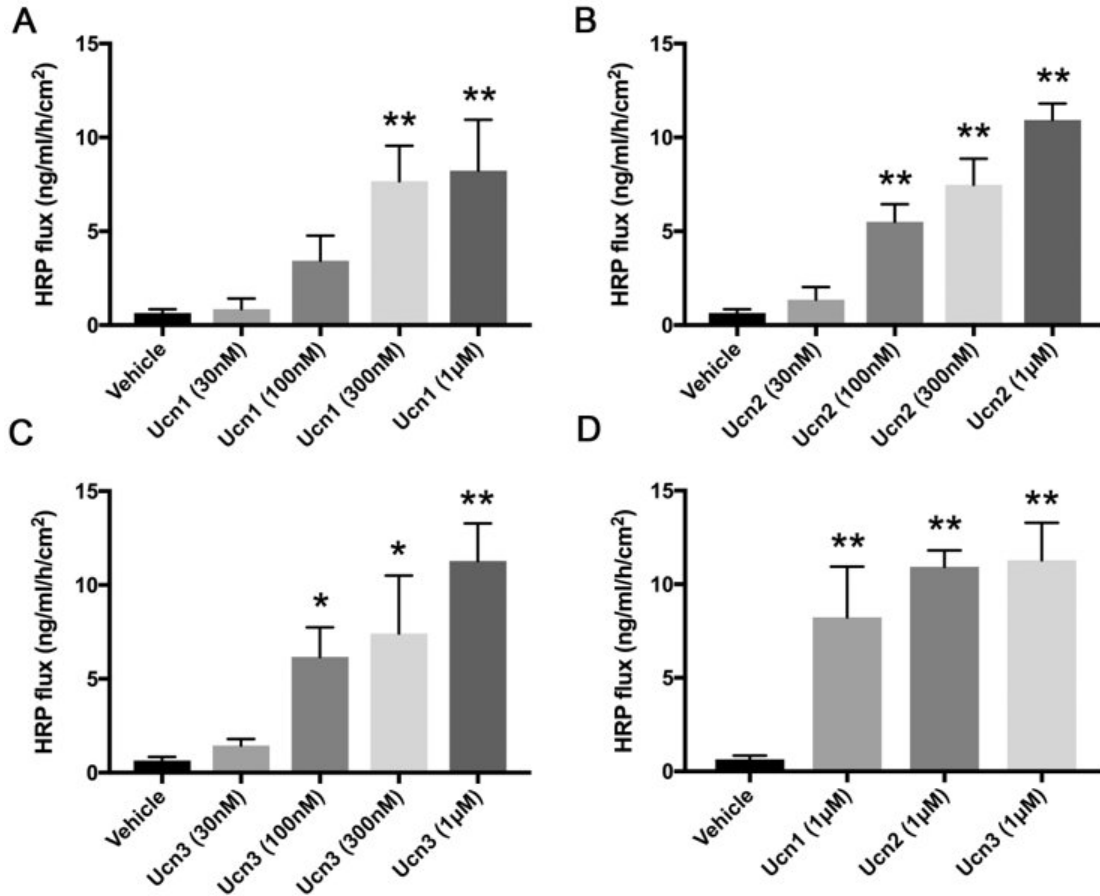 A
HRP flux (ng/ml/h/cm²)
15
10
5
0
**
**
Vehicle
Ucn1 (30nM)
Ucn1 (100nM)
Ucn1 (300nM)
Ucn1 (1µM)
B
HRP flux (ng/ml/h/cm²)
15
10
5
0
**
**
**
Vehicle
Ucn2 (30nM)
Ucn2 (100nM)
Ucn2 (300nM)
Ucn2 (1µM)
C
HRP flux (ng/ml/h/cm²)
15
10
5
0
*
*
**
Vehicle
Ucn3 (30nM)
Ucn3 (100nM)
Ucn3 (300nM)
Ucn3 (1µM)
D
HRP flux (ng/ml/h/cm²)
15
10
5
0
**
**
**
Vehicle
Ucn1 (1µM)
Ucn2 (1µM)
Ucn3 (1µM)